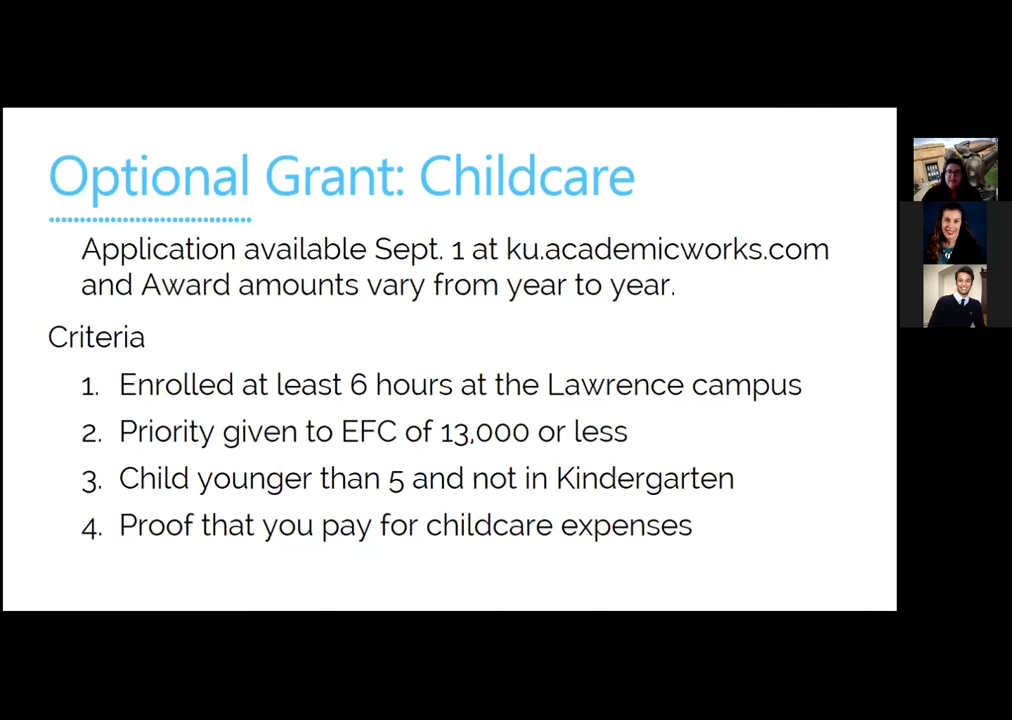 Optional Grant: Childcare
Application available Sept. 1 at ku.academicworks.com
and Award amounts vary from year to year.
Criteria
1. Enrolled at least 6 hours at the Lawrence campus
2. Priority given to EFC of 13,000 or less
3. Child younger than 5 and not in Kindergarten
4. Proof that you pay for childcare expenses